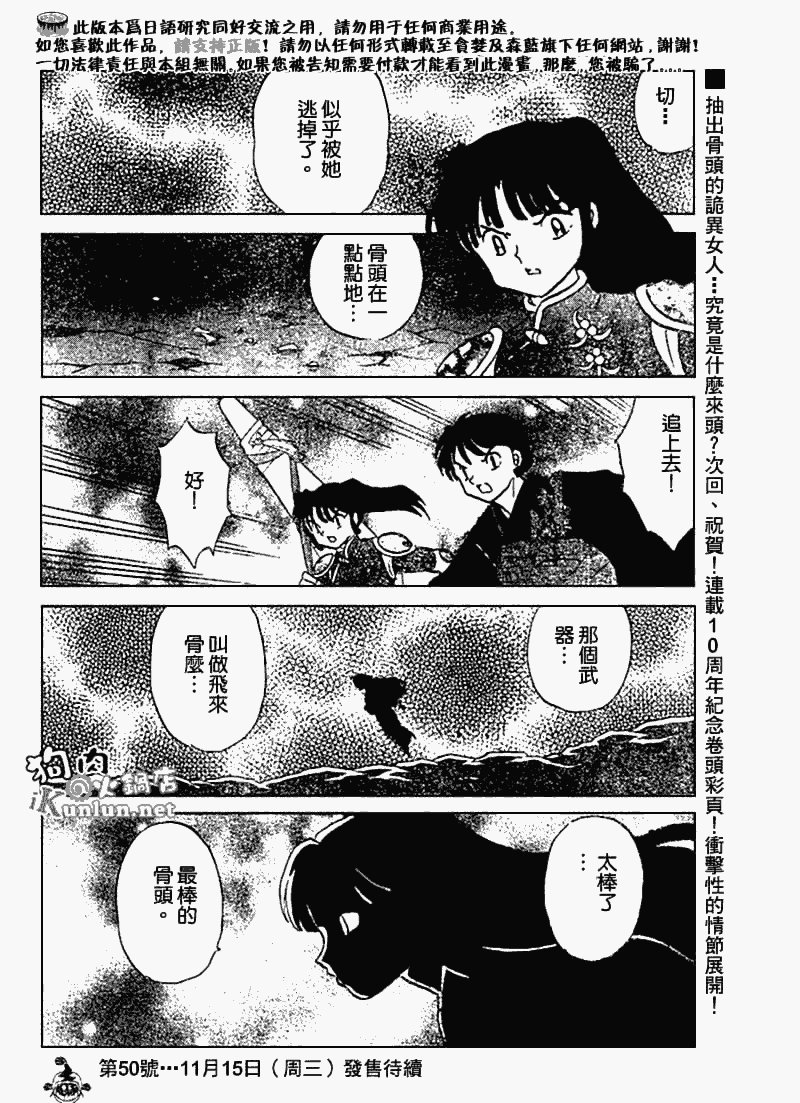 此版本爲日語研究同好交流之用，請勿用于任何商業用途。
如您喜歡此作品，請支持正版！請勿以任何形式轉載至貪婪及森藍旗下任何網站，謝謝！
一切法律責任與本組無關。如果您被告知需要付款才能看到此漫畫，那麼，您被騙了……
■抽出骨頭的詭異女人…究竟是什麼來頭？次回、祝賀！連載10周年紀念卷頭彩頁！衝擊性的情節展開！
切…
似乎被她
逃掉了。
骨頭在一
點點地…
追上去！
好！
那個武
器…
叫做飛來
骨麼…
太棒了
…
最棒的
骨頭。
狗肉
火鍋店
iKunlun.net
第50號…11月15日（周三）發售待續